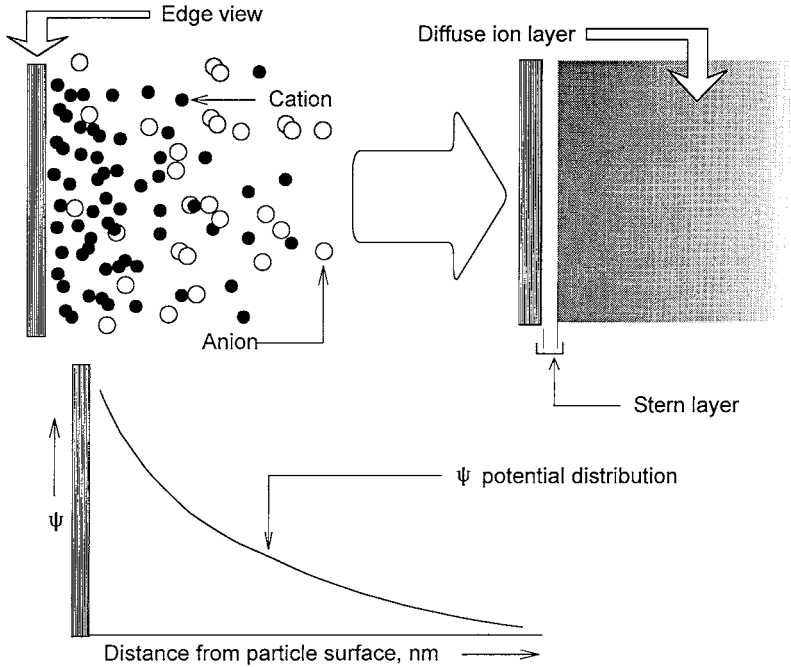 Edge view
Diffuse ion layer
Cation
Anion
Stern layer
ψ potential distribution
ψ
Distance from particle surface, nm